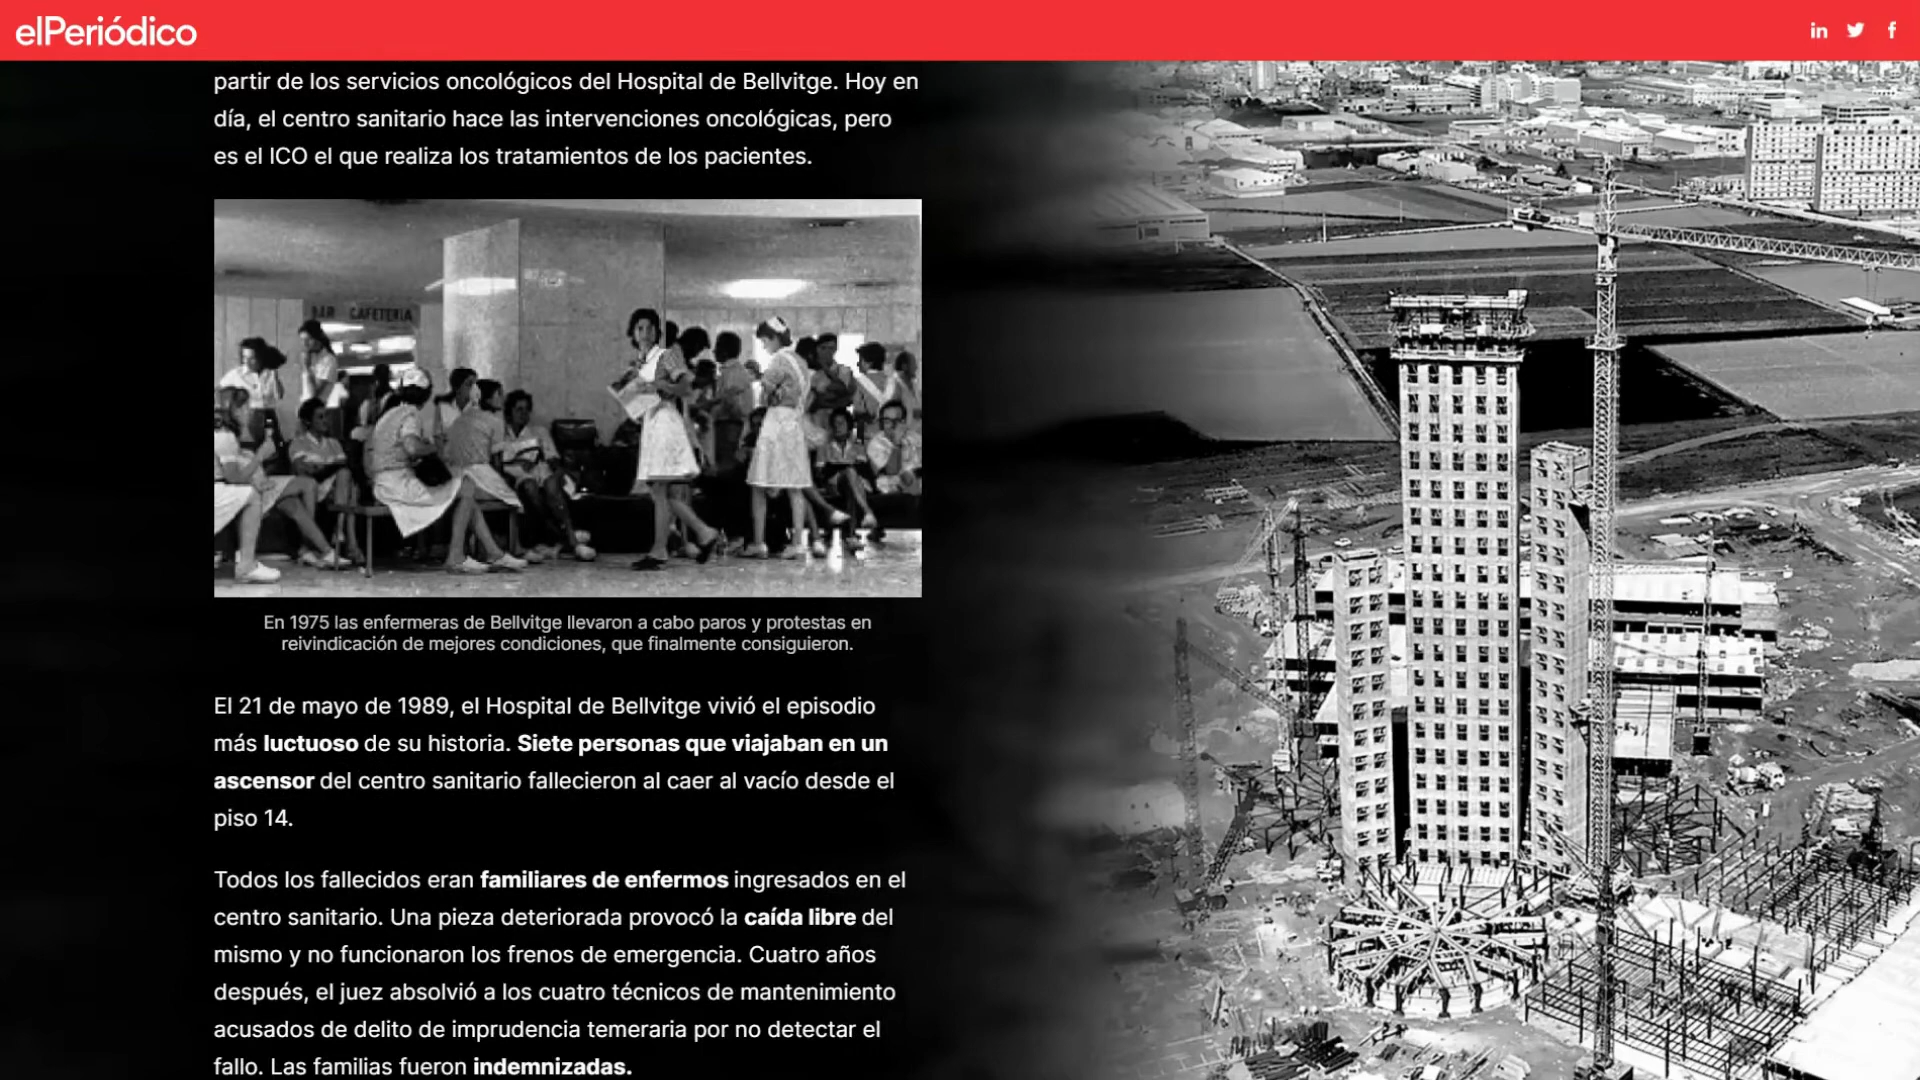 elPeriódico
partir de los servicios oncológicos del Hospital de Bellvitge. Hoy en
día, el centro sanitario hace las intervenciones oncológicas, pero
es el ICO el que realiza los tratamientos de los pacientes.
BAR CAFETERIA
En 1975 las enfermeras de Bellvitge llevaron a cabo paros y protestas en
reivindicación de mejores condiciones, que finalmente consiguieron.
El 21 de mayo de 1989, el Hospital de Bellvitge vivió el episodio
más luctuoso de su historia. Siete personas que viajaban en un
ascensor del centro sanitario fallecieron al caer al vacío desde el
piso 14.
Todos los fallecidos eran familiares de enfermos ingresados en el
centro sanitario. Una pieza deteriorada provocó la caída libre del
mismo y no funcionaron los frenos de emergencia. Cuatro años
después, el juez absolvió a los cuatro técnicos de mantenimiento
acusados de delito de imprudencia temeraria por no detectar el
fallo. Las familias fueron indemnizadas.